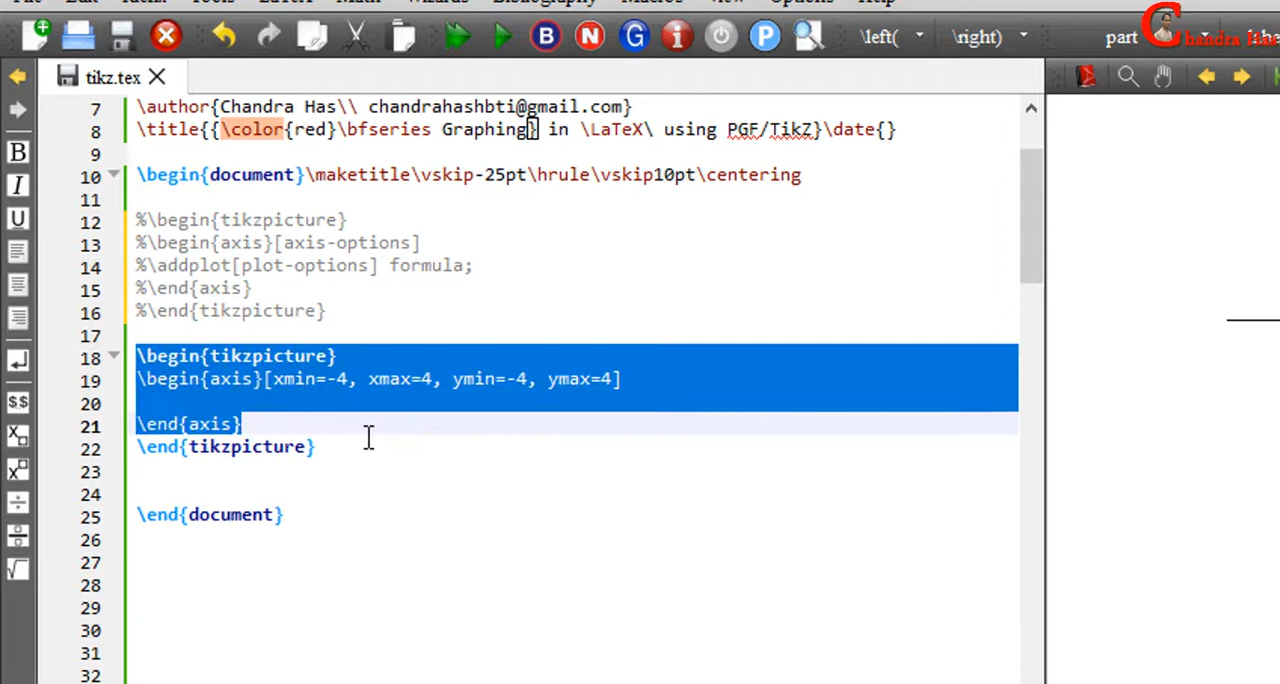 Bibliography
\left(
\right)
part
Chandra Has
tikz.tex
7 \author{Chandra Has\\ chandrahashbti@gmail.com}
8 \title{{\color{red}\bfseries Graphing} in \LaTeX\ using PGF/TikZ}\date{}
9
10 \begin{document}\maketitle\vskip-25pt\hrule\vskip10pt\centering
11
12 %\begin{tikzpicture}
13 %\begin{axis}[axis-options]
14 %\addplot[plot-options] formula;
15 %\end{axis}
16 %\end{tikzpicture}
17
18 \begin{tikzpicture}
19 \begin{axis}[xmin=-4, xmax=4, ymin=-4, ymax=4]
20
21 \end{axis}
22 \end{tikzpicture}
23
24
25 \end{document}
26
27
28
29
30
31
32